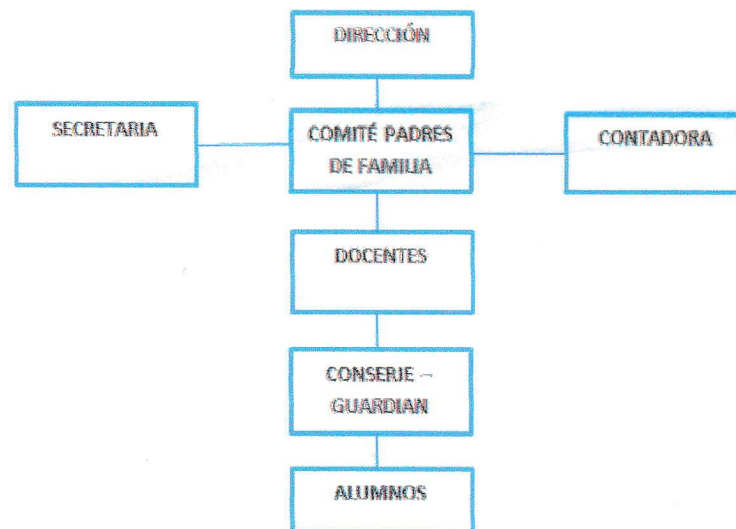 DIRECCIÓN
SECRETARIA
COMITÉ PADRES
DE FAMILIA
CONTADORA
DOCENTES
CONSERJE –
GUARDIAN
ALUMNOS